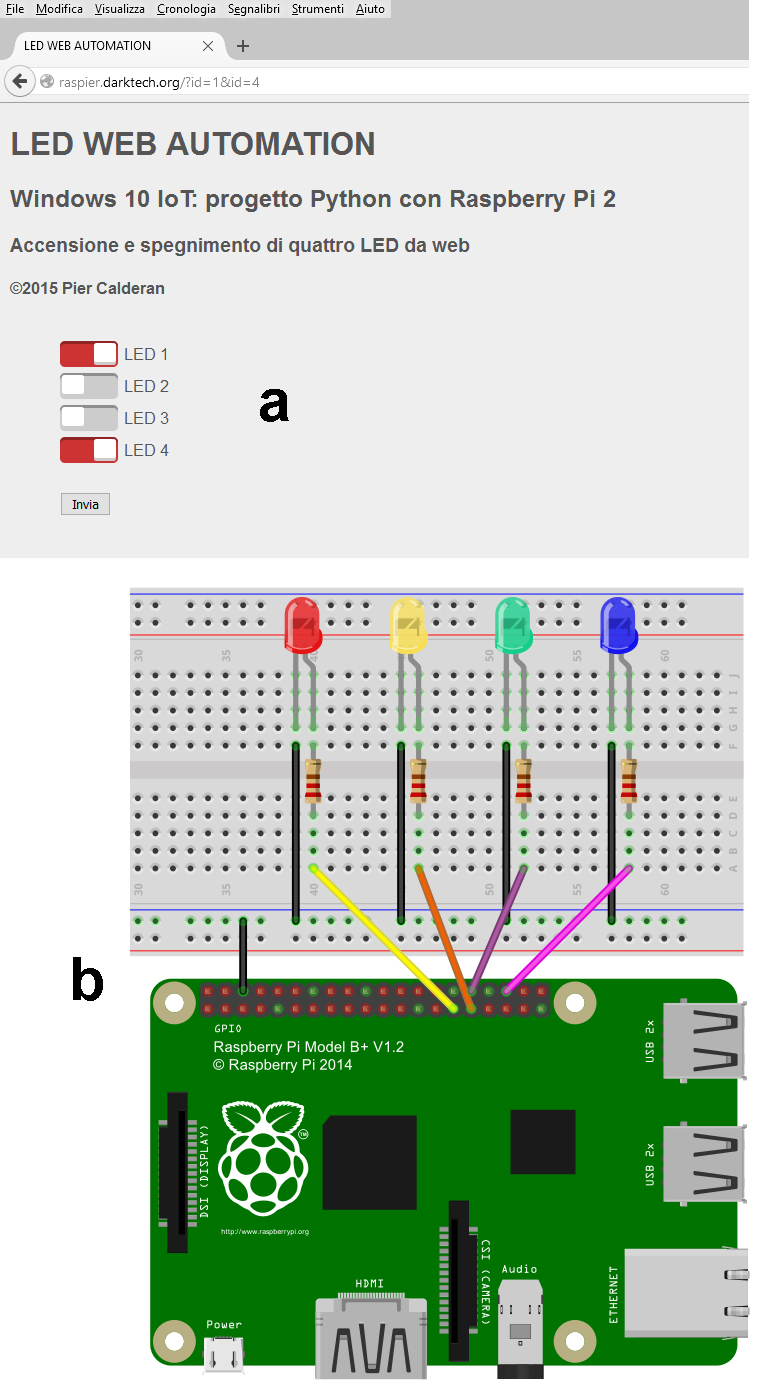 File Modifica Visualizza Cronologia Segnalibri Strumenti Aiuto
LED WEB AUTOMATION × +
raspier.darktech.org/?id=1&id=4
LED WEB AUTOMATION
Windows 10 IoT: progetto Python con Raspberry Pi 2
Accensione e spegnimento di quattro LED da web
©2015 Pier Calderan
LED 1
LED 2
LED 3
LED 4
a
Invia
30 35 40 50 55 60
J
I
H
G
F
E
D
C
B
A
30 35 40 50 55 60
b
GPIO
Raspberry Pi Model B+ V1.2
© Raspberry Pi 2014
USB 2x
DSI (DISPLAY)
TM
USB 2x
http://www.raspberrypi.org
CSI (CAMERA)
Audio
ETHERNET
HDMI
Power